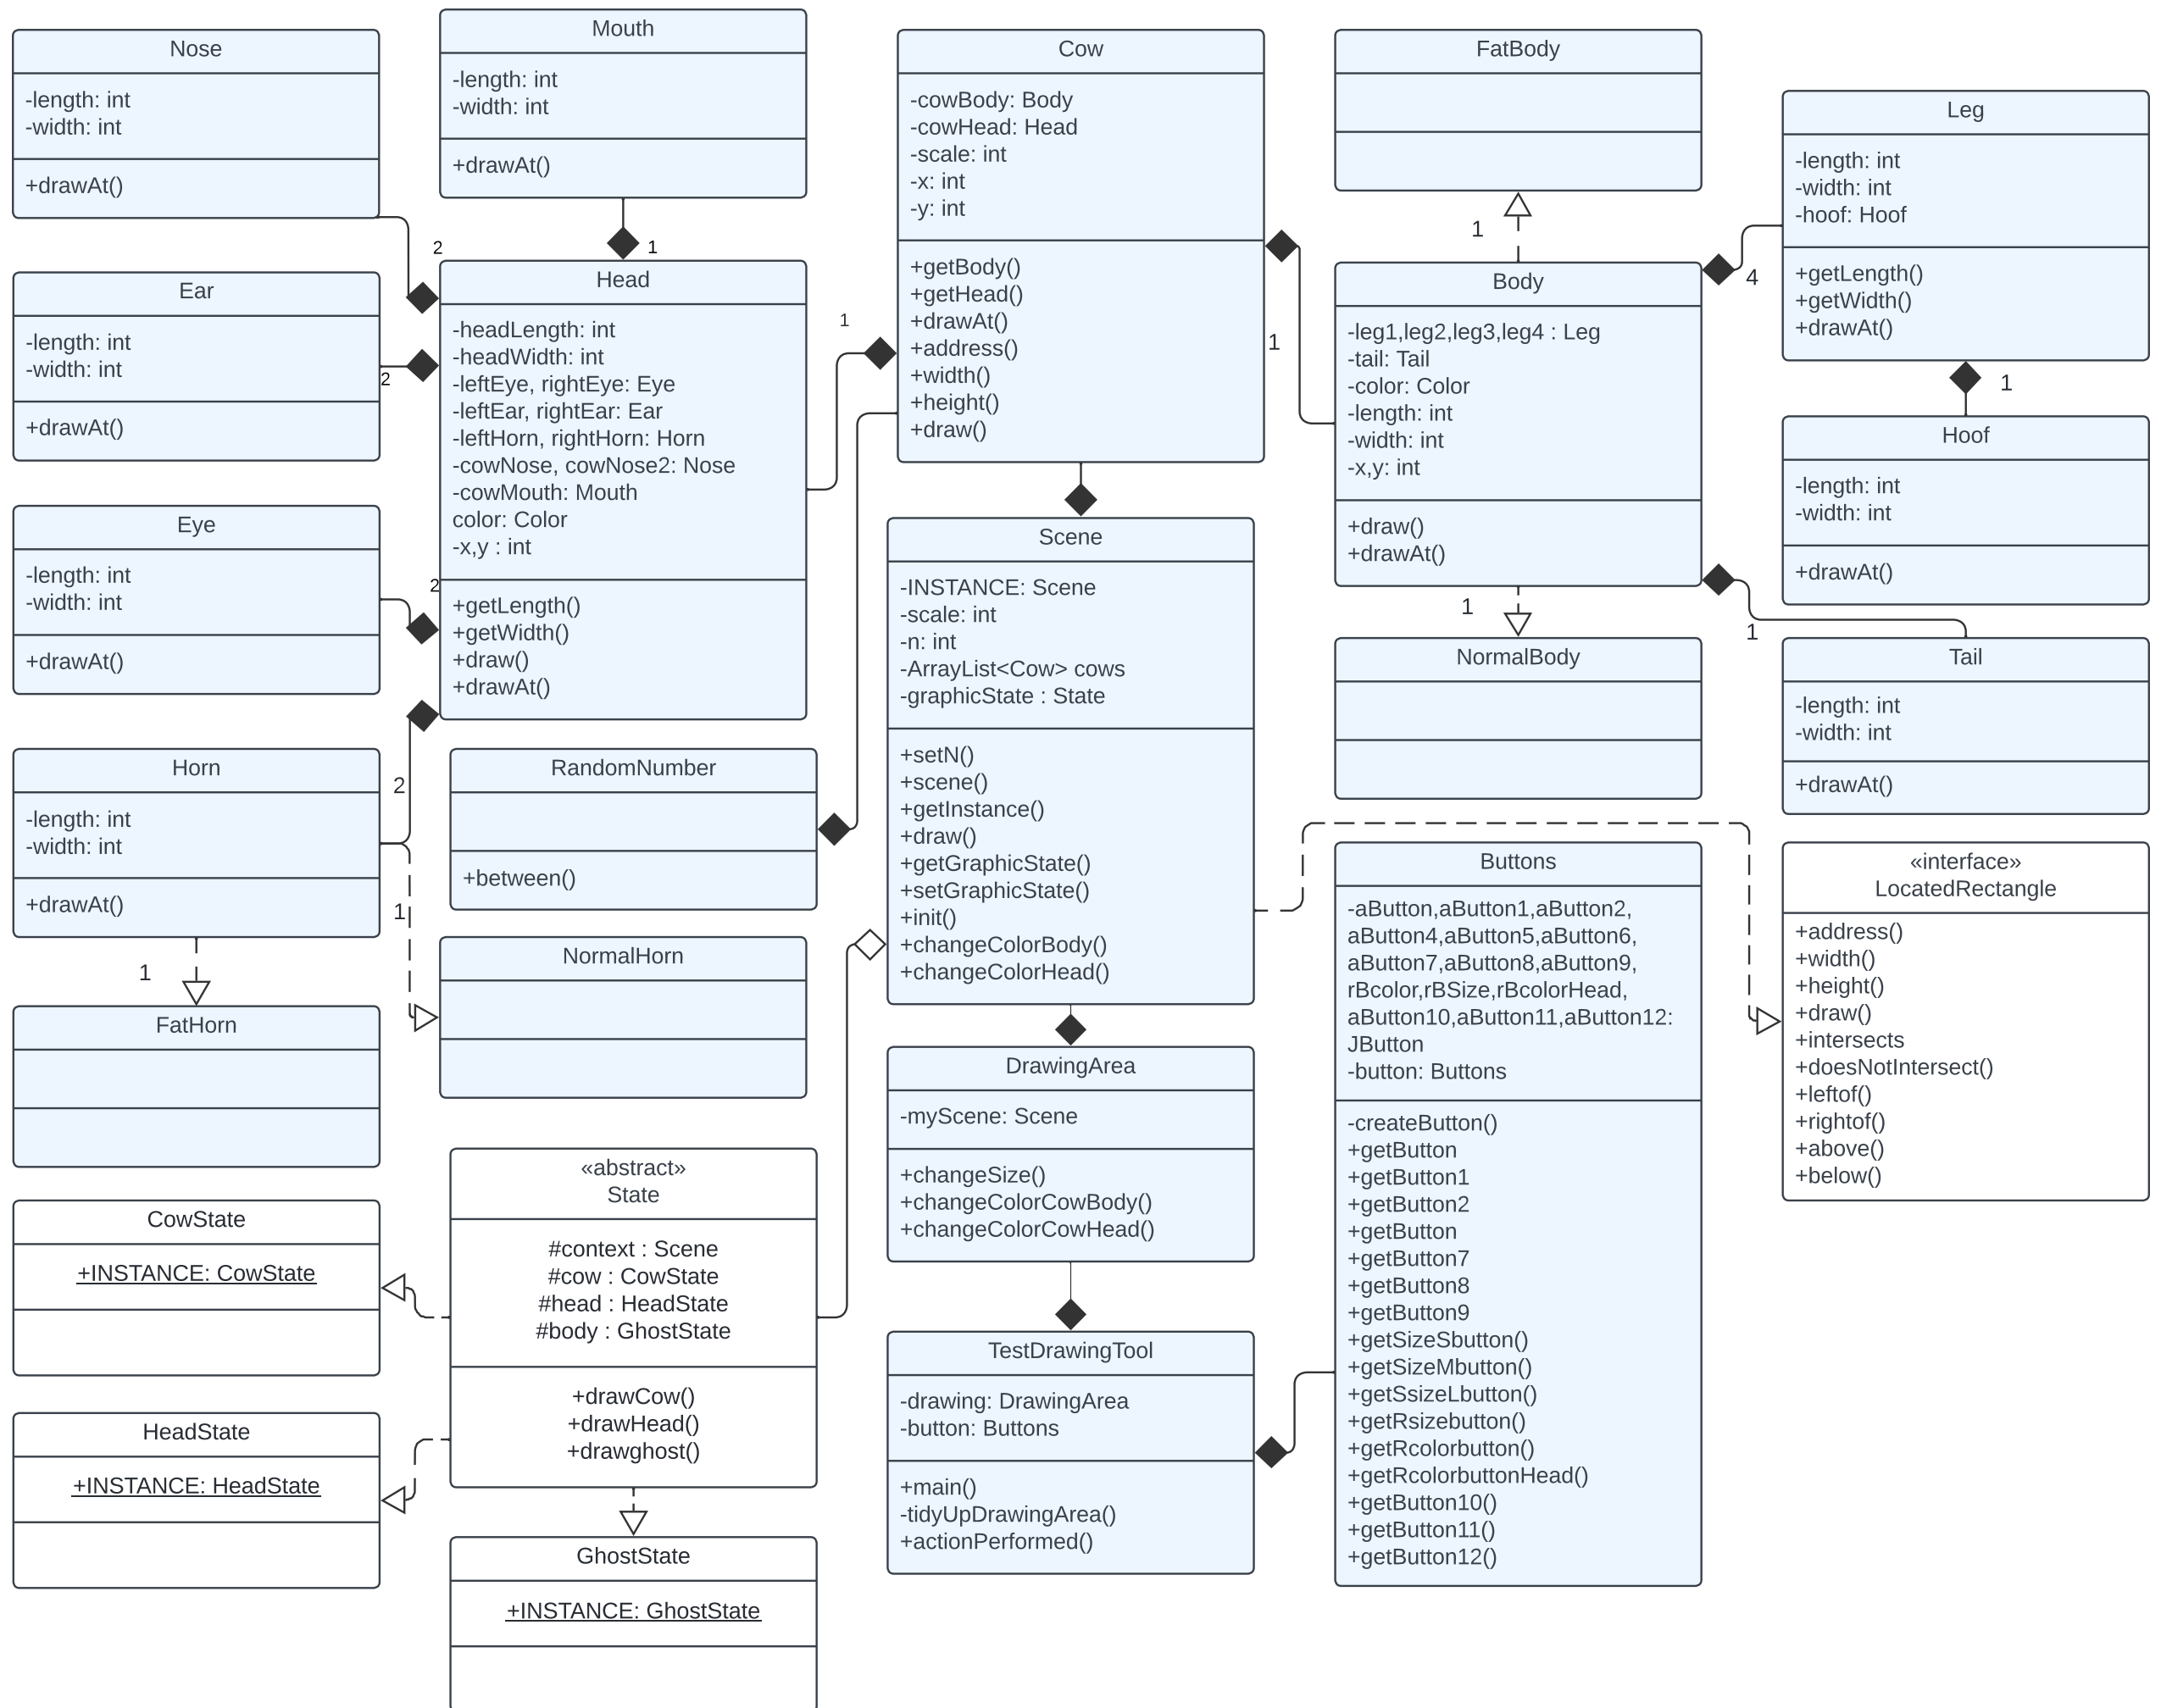 Nose
-length: int
-width: int
+drawAt()
Mouth
-length: int
-width: int
+drawAt()
Cow
-cowBody: Body
-cowHead: Head
-scale: int
-x: int
-y: int
+getBody()
+getHead()
+drawAt()
+address()
+width()
+height()
+draw()
FatBody
Leg
-length: int
-width: int
-hoof: Hoof
+getLength()
+getWidth()
+drawAt()
2
1
1
4
Ear
-length: int
-width: int
+drawAt()
2
Head
-headLength: int
-headWidth: int
-leftEye, rightEye: Eye
-leftEar, rightEar: Ear
-leftHorn, rightHorn: Horn
-cowNose, cowNose2: Nose
-cowMouth: Mouth
color: Color
-x,y : int
+getLength()
+getWidth()
+draw()
+drawAt()
1
1
Body
-leg1,leg2,leg3,leg4 : Leg
-tail: Tail
-color: Color
-length: int
-width: int
-x,y: int
+draw()
+drawAt()
1
Hoof
-length: int
-width: int
+drawAt()
Eye
-length: int
-width: int
+drawAt()
2
Scene
-INSTANCE: Scene
-scale: int
-n: int
-ArrayList<Cow> cows
-graphicState : State
+setN()
+scene()
+getInstance()
+draw()
+getGraphicState()
+setGraphicState()
+init()
+changeColorBody()
+changeColorHead()
1
NormalBody
1
Tail
-length: int
-width: int
+drawAt()
Horn
-length: int
-width: int
+drawAt()
2
1
1
RandomNumber
+between()
NormalHorn
FatHorn
Buttons
-aButton,aButton1,aButton2,
aButton4,aButton5,aButton6,
aButton7,aButton8,aButton9,
rBcolor,rBSize,rBcolorHead,
aButton10,aButton11,aButton12:
JButton
-button: Buttons
-createButton()
+getButton
+getButton1
+getButton2
+getButton
+getButton7
+getButton8
+getButton9
+getSizeSbutton()
+getSizeMbutton()
+getSsizeLbutton()
+getRsizebutton()
+getRcolorbutton()
+getRcolorbuttonHead()
+getButton10()
+getButton11()
+getButton12()
«interface»
LocatedRectangle
+address()
+width()
+height()
+draw()
+intersects
+doesNotIntersect()
+leftof()
+rightof()
+above()
+below()
DrawingArea
-myScene: Scene
+changeSize()
+changeColorCowBody()
+changeColorCowHead()
«abstract»
State
#context : Scene
#cow : CowState
#head : HeadState
#body : GhostState
+drawCow()
+drawHead()
+drawghost()
CowState
+INSTANCE: CowState
HeadState
+INSTANCE: HeadState
TestDrawingTool
-drawing: DrawingArea
-button: Buttons
+main()
-tidyUpDrawingArea()
+actionPerformed()
GhostState
+INSTANCE: GhostState